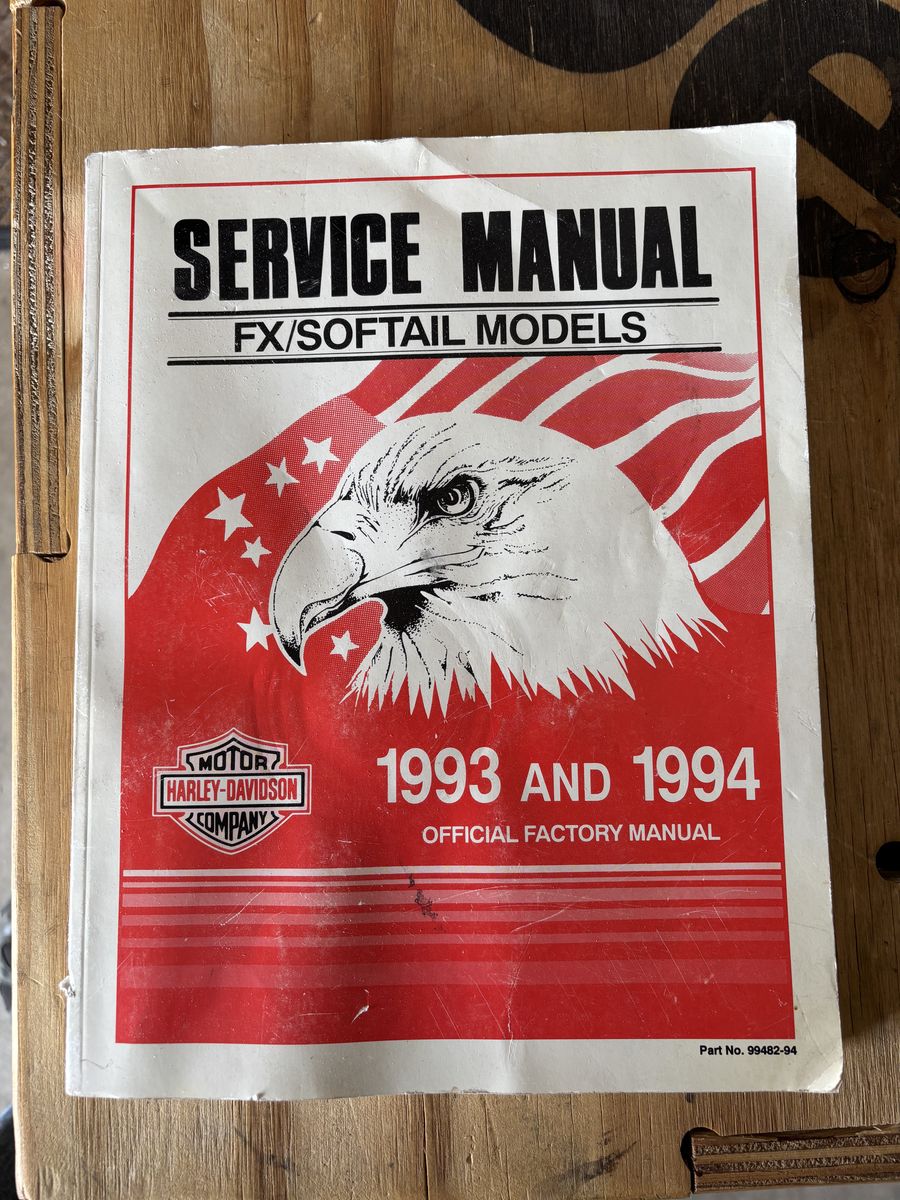 SERVICE MANUAL
FX/SOFTAIL MODELS
MOTOR
HARLEY-DAVIDSON
COMPANY
1993 AND 1994
OFFICIAL FACTORY MANUAL
Part No. 99482-94